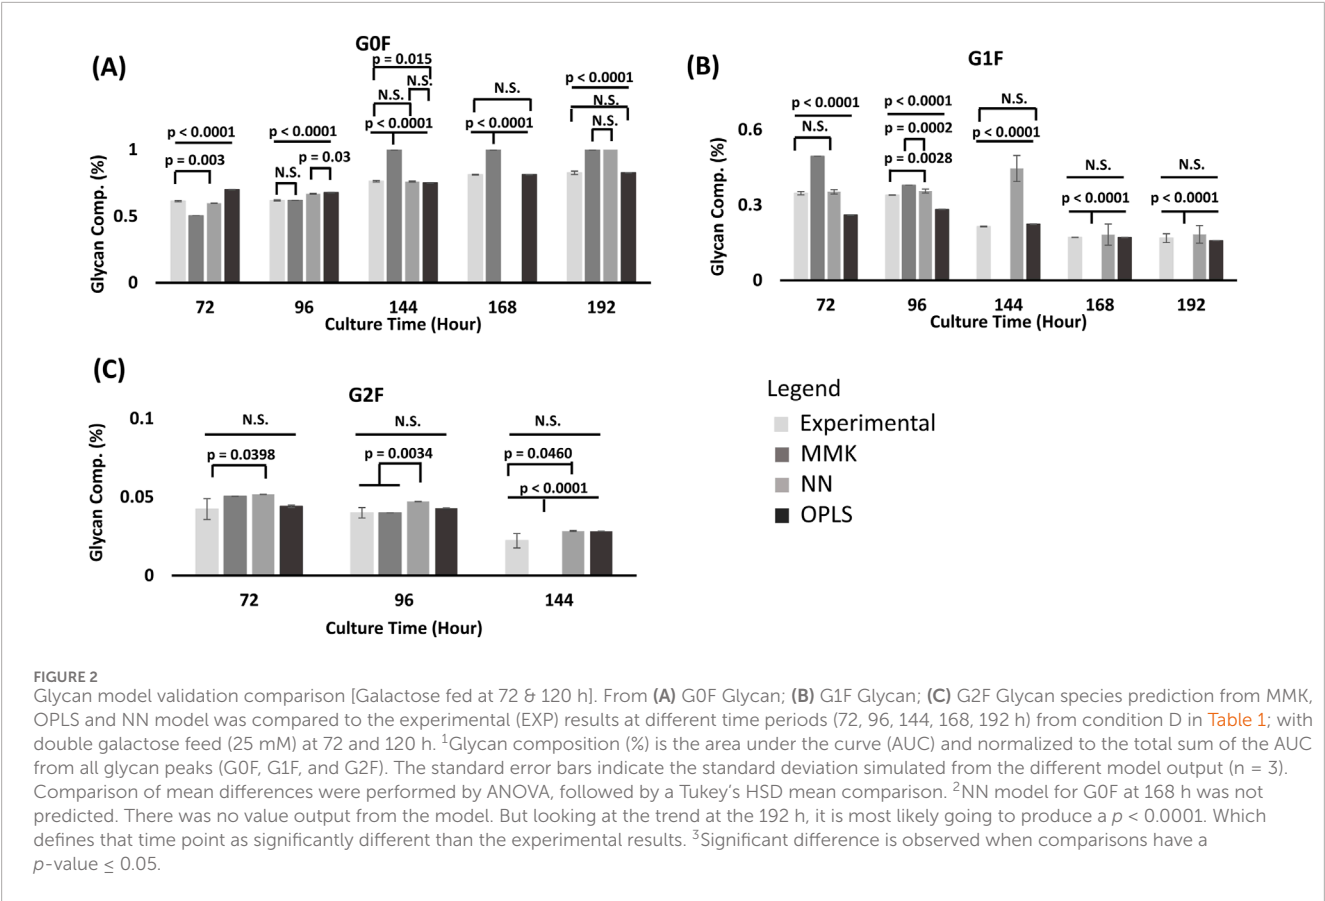 (A)
G0F
p = 0.015
N.S.
p < 0.0001
N.S.
N.S.
N.S.
p < 0.0001
p < 0.0001
p < 0.0001
p < 0.0001
N.S.
p = 0.003
N.S.
p = 0.03
Glycan Comp. (%)
1
0.5
0
72
96
144
168
192
Culture Time (Hour)
(B)
G1F
p < 0.0001
p < 0.0001
N.S.
N.S.
p = 0.0002
p < 0.0001
p = 0.0028
N.S.
N.S.
p < 0.0001
p < 0.0001
Glycan Comp. (%)
0.6
0.3
0
72
96
144
168
192
Culture Time (Hour)
(C)
G2F
N.S.
N.S.
N.S.
p = 0.0398
p = 0.0034
p = 0.0460
p < 0.0001
Glycan Comp. (%)
0.1
0.05
0
72
96
144
Culture Time (Hour)
Legend
Experimental
MMK
NN
OPLS
FIGURE 2
Glycan model validation comparison [Galactose fed at 72 & 120 h]. From (A) G0F Glycan; (B) G1F Glycan; (C) G2F Glycan species prediction from MMK,
OPLS and NN model was compared to the experimental (EXP) results at different time periods (72, 96, 144, 168, 192 h) from condition D in Table 1; with
double galactose feed (25 mM) at 72 and 120 h. ¹Glycan composition (%) is the area under the curve (AUC) and normalized to the total sum of the AUC
from all glycan peaks (G0F, G1F, and G2F). The standard error bars indicate the standard deviation simulated from the different model output (n = 3).
Comparison of mean differences were performed by ANOVA, followed by a Tukey's HSD mean comparison. ²NN model for G0F at 168 h was not
predicted. There was no value output from the model. But looking at the trend at the 192 h, it is most likely going to produce a p < 0.0001. Which
defines that time point as significantly different than the experimental results. ³Significant difference is observed when comparisons have a
p-value ≤ 0.05.